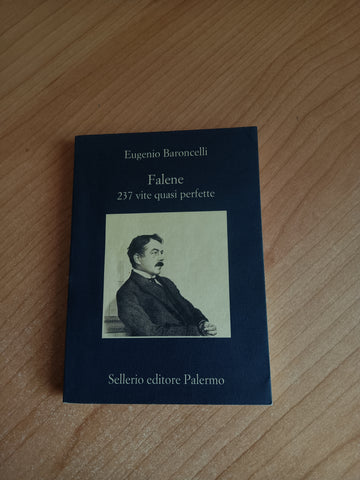 Eugenio Baroncelli
Falene
237 vite quasi perfette
Sellerio editore Palermo